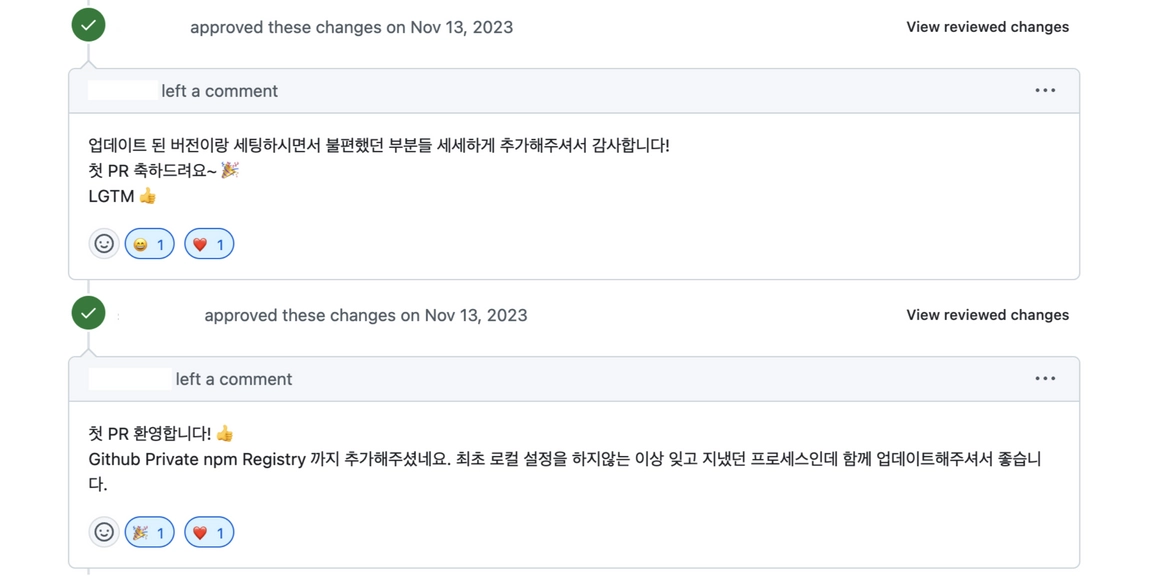 approved these changes on Nov 13, 2023
View reviewed changes
left a comment
업데이트 된 버전이랑 세팅하시면서 불편했던 부분들 세세하게 추가해주셔서 감사합니다!
첫 PR 축하드려요~ 🎉
LGTM 👍
😄 1 ❤️ 1
approved these changes on Nov 13, 2023
View reviewed changes
left a comment
첫 PR 환영합니다! 👍
Github Private npm Registry 까지 추가해주셨네요. 최초 로컬 설정을 하지않는 이상 잊고 지냈던 프로세스인데 함께 업데이트해주셔서 좋습니
다.
🎉 1 ❤️ 1